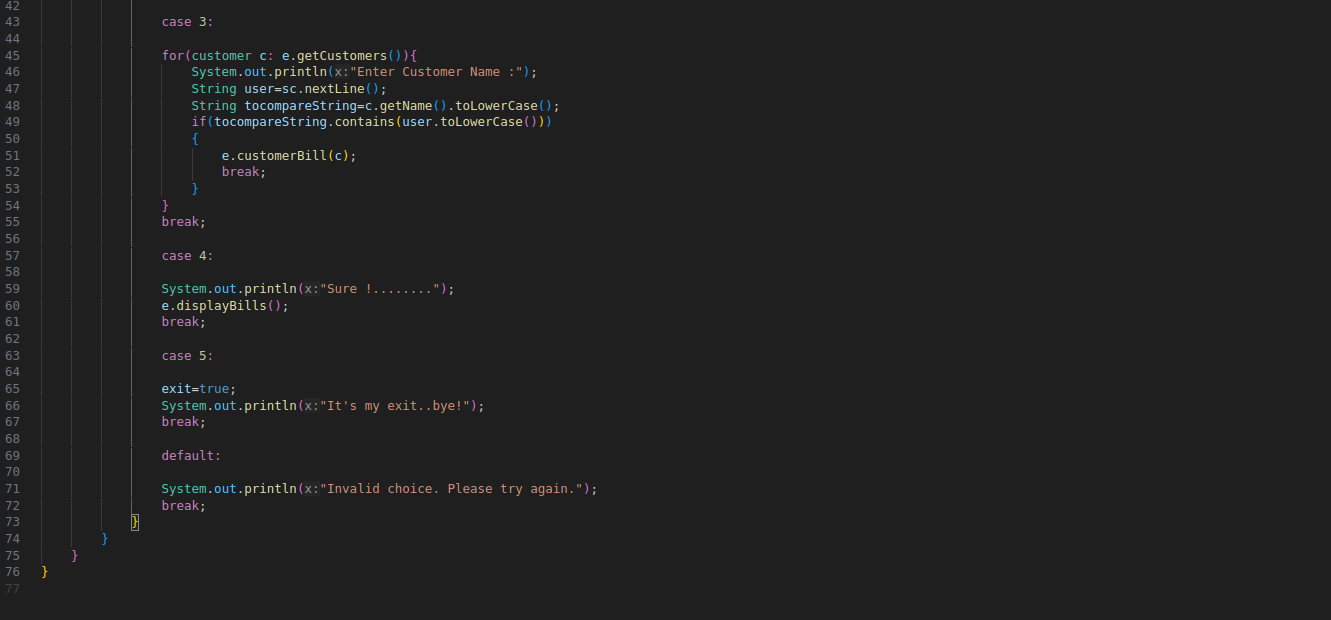 42
43 case 3:
44
45 for(customer c: e.getCustomers()){
46 System.out.println(x:"Enter Customer Name :");
47 String user=sc.nextLine();
48 String tocompareString=c.getName().toLowerCase();
49 if(tocompareString.contains(user.toLowerCase()))
50 {
51 e.customerBill(c);
52 break;
53 }
54 }
55 break;
56
57 case 4:
58
59 System.out.println(x:"Sure !........");
60 e.displayBills();
61 break;
62
63 case 5:
64
65 exit=true;
66 System.out.println(x:"It's my exit..bye!");
67 break;
68
69 default:
70
71 System.out.println(x:"Invalid choice. Please try again.");
72 break;
73 }
74 }
75 }
76 }
77